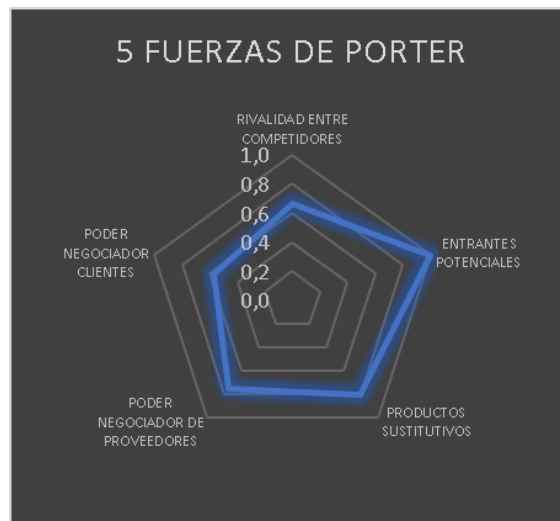 5 FUERZAS DE PORTER
RIVALIDAD ENTRE
COMPETIDORES
1,0
0,8
0,6
0,4
0,2
0,0
ENTRANTES
POTENCIALES
PRODUCTOS
SUSTITUTIVOS
PODER
NEGOCIADOR DE
PROVEEDORES
PODER
NEGOCIADOR
CLIENTES